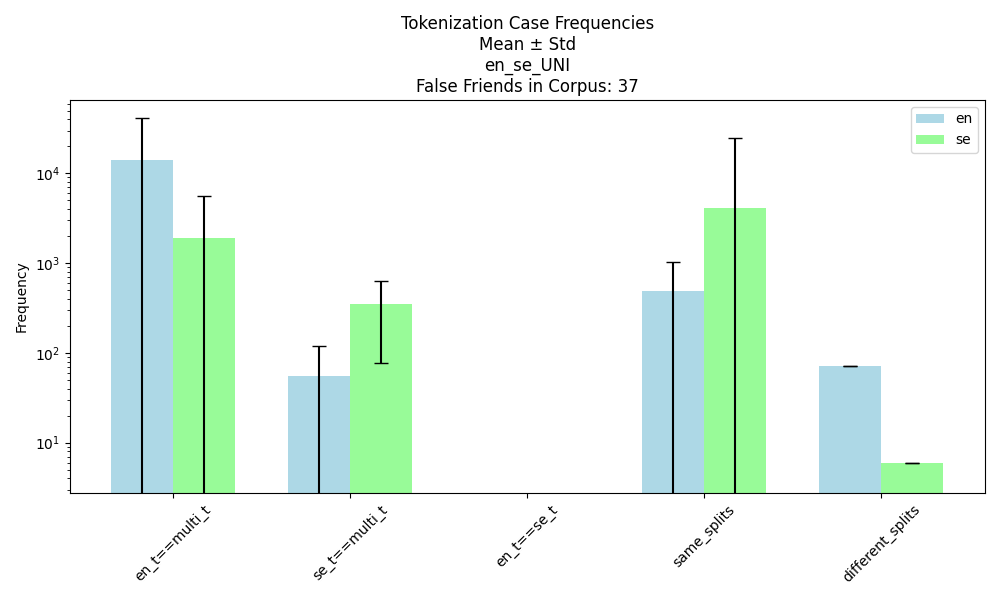 Tokenization Case Frequencies
Mean ± Std
en_se_UNI
False Friends in Corpus: 37
en
se
Frequency
10⁴
10³
10²
10¹
en_t==multi_t
se_t==multi_t
en_t==se_t
same_splits
different_splits